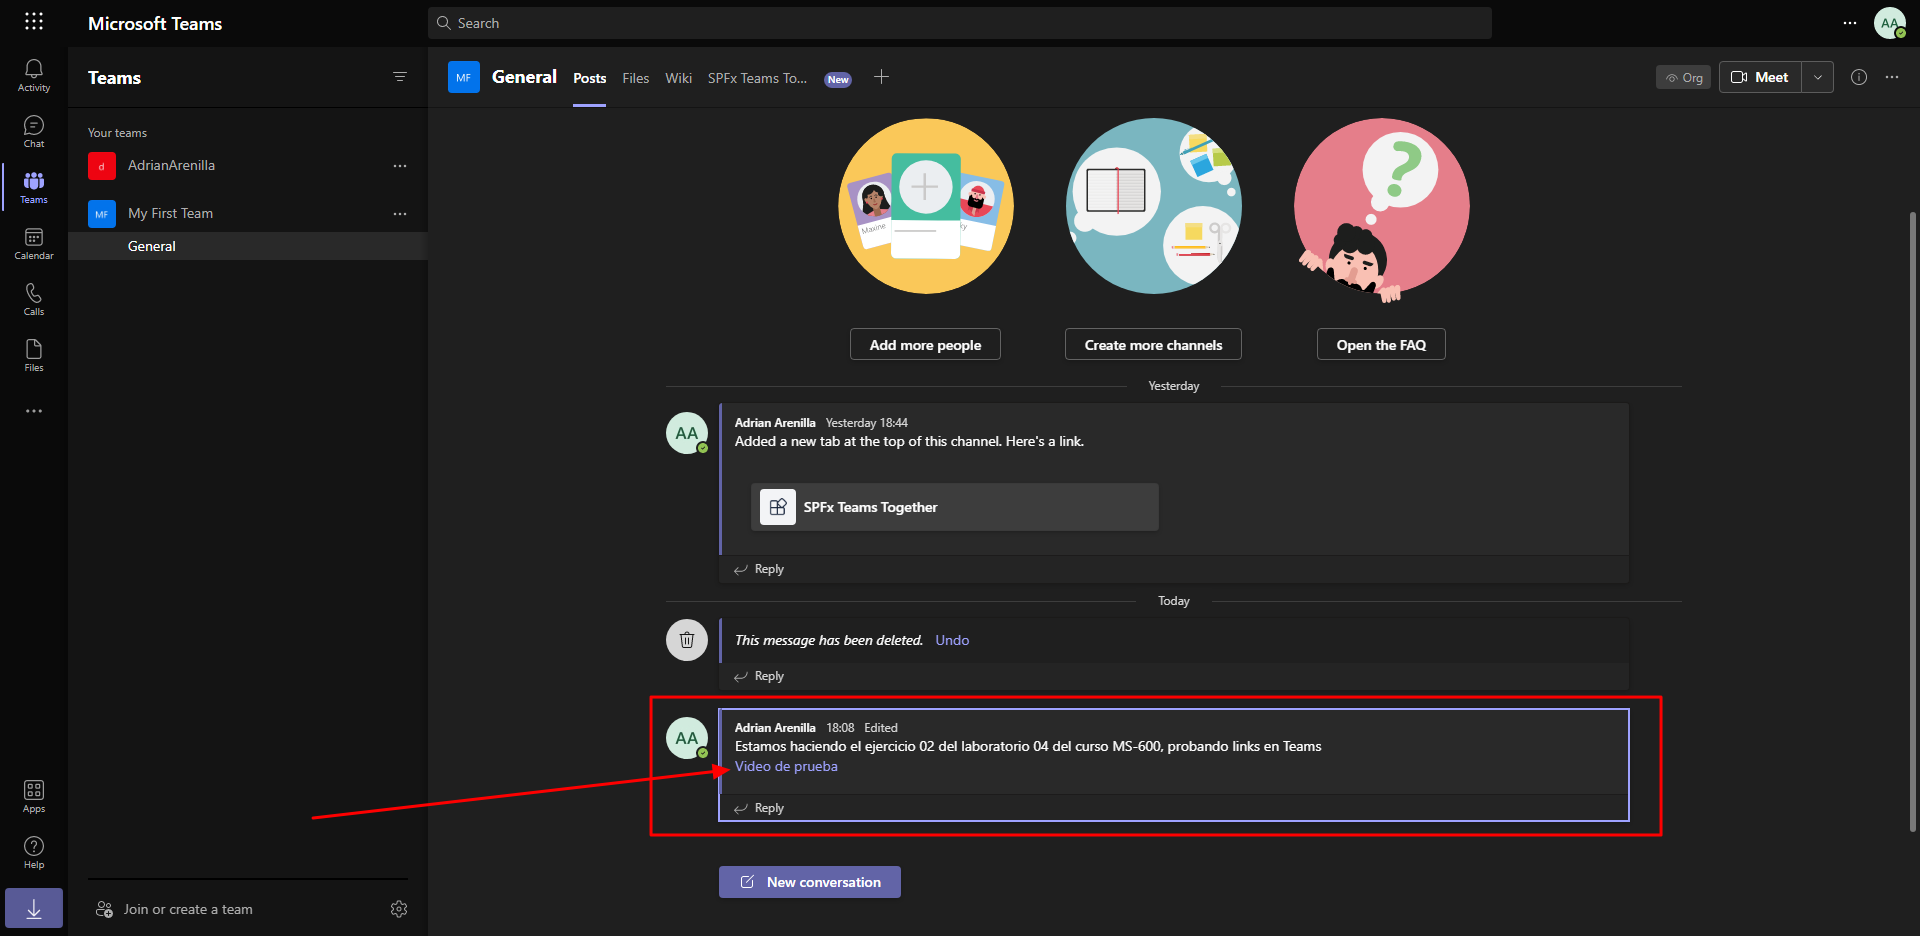 Microsoft Teams
Search
AA
Activity
Chat
Teams
Calendar
Calls
Files
Apps
Help
Teams
Your teams
d AdrianArenilla
MF My First Team
General
Join or create a team
MF General Posts Files Wiki SPFx Teams To... New
Org Meet
Maxine
ky
Add more people Create more channels Open the FAQ
Yesterday
AA Adrian Arenilla Yesterday 18:44
Added a new tab at the top of this channel. Here's a link.
SPFx Teams Together
Reply
Today
This message has been deleted. Undo
Reply
AA Adrian Arenilla 18:08 Edited
Estamos haciendo el ejercicio 02 del laboratorio 04 del curso MS-600, probando links en Teams
Video de prueba
Reply
New conversation